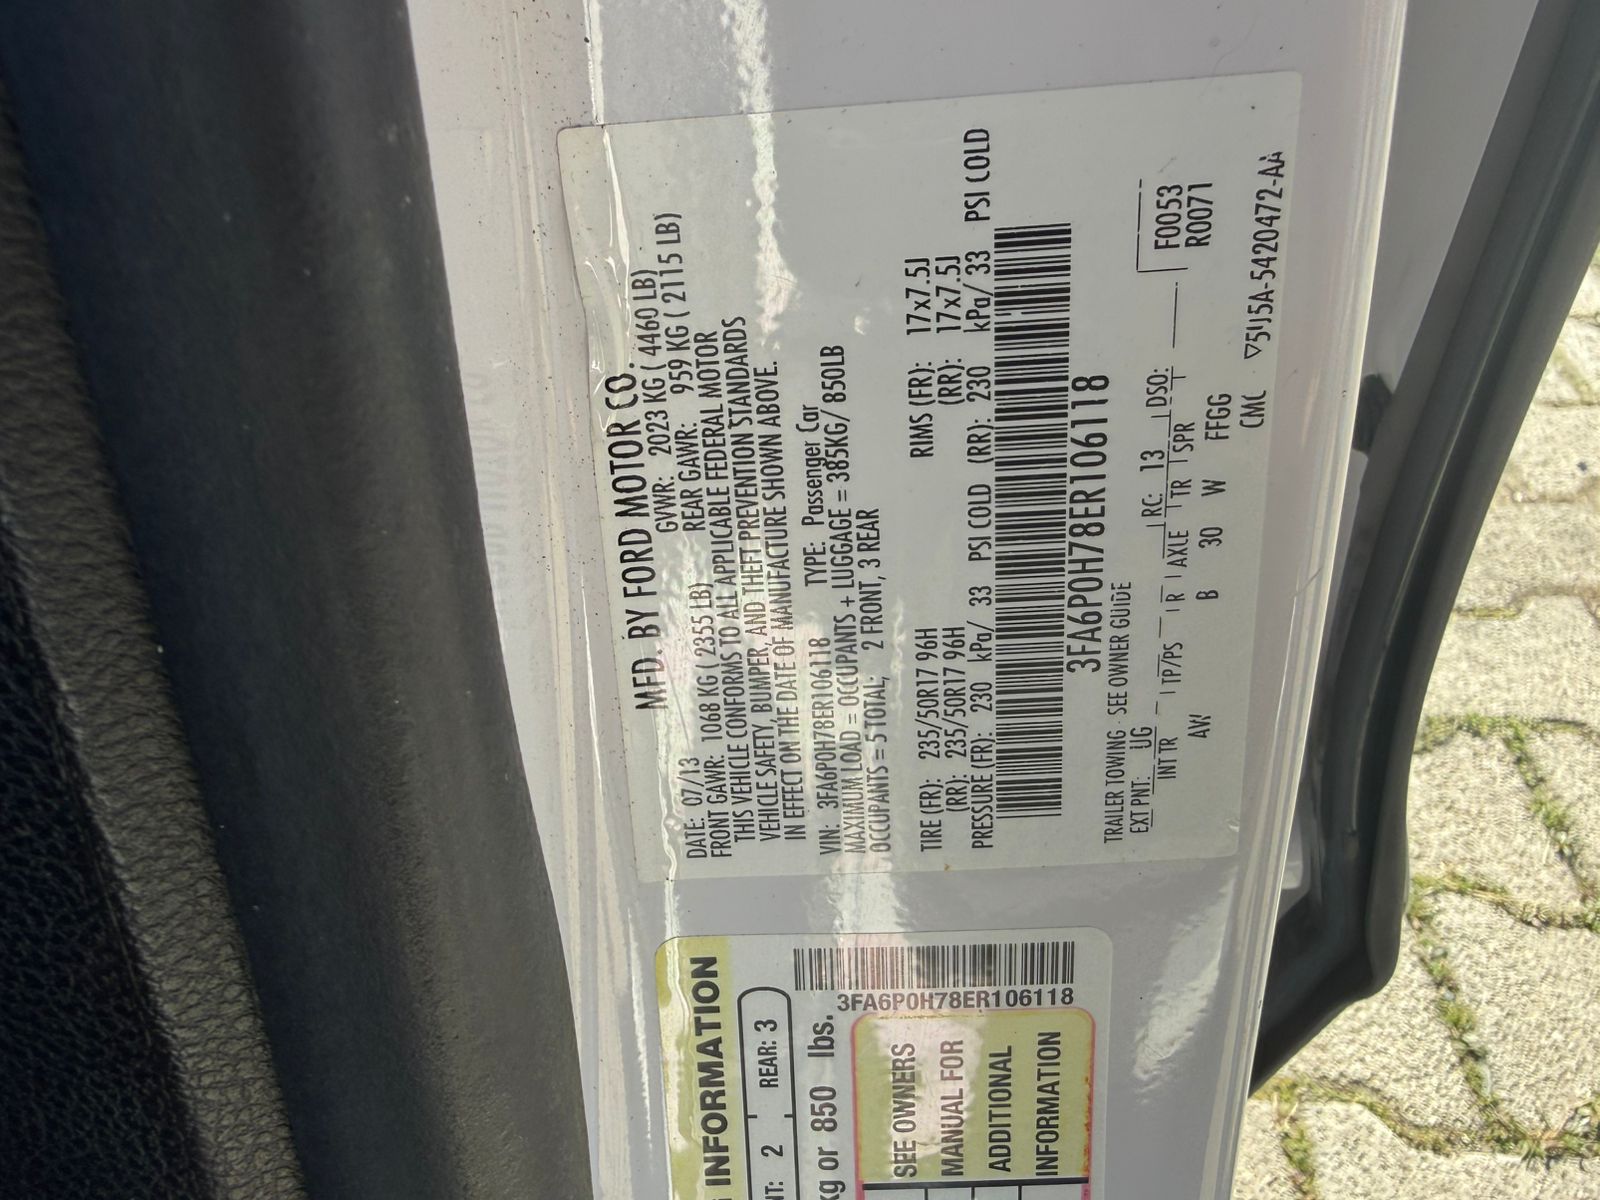 MFD. BY FORD MOTOR CO.
DATE: 07/13 GVWR: 2023 KG ( 4460 LB)
FRONT GAWR: 1068 KG ( 2355 LB) REAR GAWR: 959 KG ( 2115 LB)
THIS VEHICLE CONFORMS TO ALL APPLICABLE FEDERAL MOTOR
VEHICLE SAFETY, BUMPER, AND THEFT PREVENTION STANDARDS
IN EFFECT ON THE DATE OF MANUFACTURE SHOWN ABOVE.
VIN: 3FA6P0H78ER106118 TYPE: Passenger Car
MAXIMUM LOAD = OCCUPANTS + LUGGAGE = 385KG/ 850LB
OCCUPANTS = 5 TOTAL; 2 FRONT, 3 REAR
TIRE (FR): 235/50R17 96H RIMS (FR): 17x7.5J
(RR): 235/50R17 96H (RR): 17x7.5J
PRESSURE (FR): 230 kPa/ 33 PSI COLD (RR): 230 kPa/ 33 PSI COLD
3FA6P0H78ER106118
TRAILER TOWING - SEE OWNER GUIDE
EXT PNT: UG RC: 13 DSO: F0053
INT TR TP/PS R AXLE TR SPR R0071
AW B 30 W FFGG
CMC ▽5U5A-5420472-AA
INFORMATION
2 REAR: 3
kg or 850 lbs.
3FA6P0H78ER106118
SEE OWNERS
MANUAL FOR
ADDITIONAL
INFORMATION